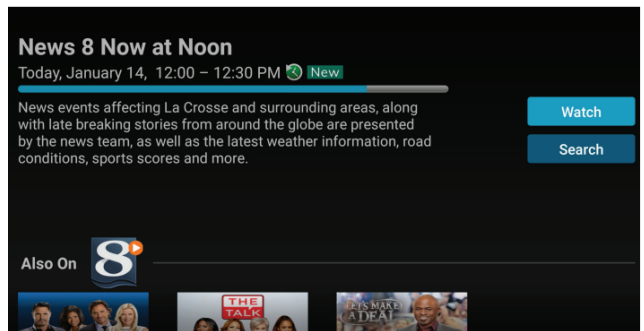 News 8 Now at Noon
Today, January 14, 12:00 – 12:30 PM New
News events affecting La Crosse and surrounding areas, along
with late breaking stories from around the globe are presented
by the news team, as well as the latest weather information, road
conditions, sports scores and more.
Watch
Search
Also On 8
THE
TALK
LET'S MAKE
A DEAL